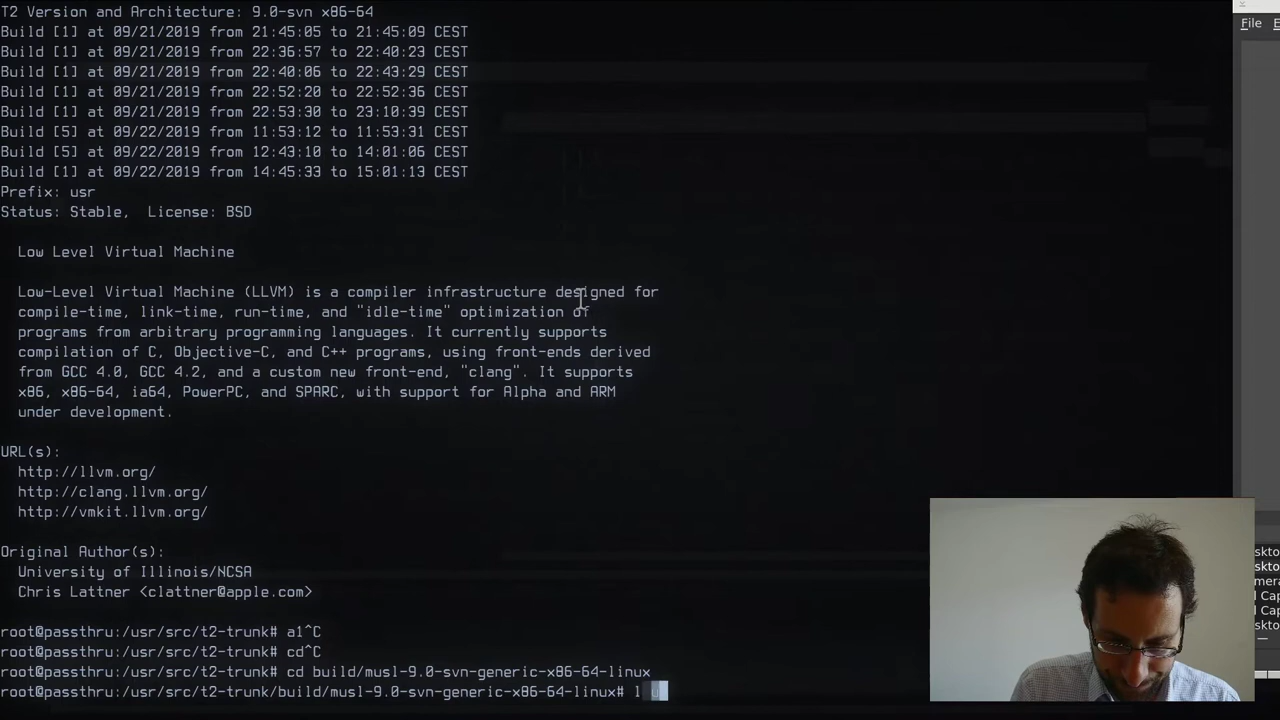 T2 Version and Architecture: 9.0-svn x86-64
Build [1] at 09/21/2019 from 21:45:05 to 21:45:09 CEST
Build [1] at 09/21/2019 from 22:36:57 to 22:40:23 CEST
Build [1] at 09/21/2019 from 22:40:06 to 22:43:29 CEST
Build [1] at 09/21/2019 from 22:52:20 to 22:52:36 CEST
Build [1] at 09/21/2019 from 22:53:30 to 23:10:39 CEST
Build [5] at 09/22/2019 from 11:53:12 to 11:53:31 CEST
Build [5] at 09/22/2019 from 12:43:10 to 14:01:06 CEST
Build [1] at 09/22/2019 from 14:45:33 to 15:01:13 CEST
Prefix: usr
Status: Stable, License: BSD
Low Level Virtual Machine
Low-Level Virtual Machine (LLVM) is a compiler infrastructure designed for
compile-time, link-time, run-time, and "idle-time" optimization of
programs from arbitrary programming languages. It currently supports
compilation of C, Objective-C, and C++ programs, using front-ends derived
from GCC 4.0, GCC 4.2, and a custom new front-end, "clang". It supports
x86, x86-64, ia64, PowerPC, and SPARC, with support for Alpha and ARM
under development.
URL(s):
http://llvm.org/
http://clang.llvm.org/
http://vmkit.llvm.org/
Original Author(s):
University of Illinois/NCSA
Chris Lattner <clattner@apple.com>
root@passthru:/usr/src/t2-trunk# a1^C
root@passthru:/usr/src/t2-trunk# cd^C
root@passthru:/usr/src/t2-trunk# cd build/musl-9.0-svn-generic-x86-64-linux
root@passthru:/usr/src/t2-trunk/build/musl-9.0-svn-generic-x86-64-linux# l
File